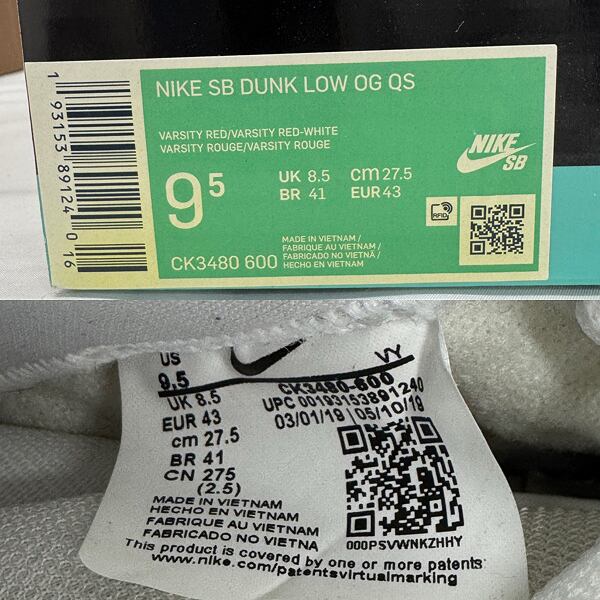 1 93153 89124 0 16
NIKE SB DUNK LOW OG QS
VARSITY RED/VARSITY RED-WHITE
VARSITY ROUGE/VARSITY ROUGE
9 5
UK 8.5 cm 27.5
BR 41 EUR 43
NIKE
SB
RFID
CK3480 600
MADE IN VIETNAM /
FABRIQUE AU VIETNAM /
FABRICADO NO VIETNÃ /
HECHO EN VIETNAM
US
VY
9.5
CK3480-600
UK 8.5
UPC 00193153891240
EUR 43
03/01/19 05/10/19
cm 27.5
BR 41
CN 275
(2.5)
MADE IN VIETNAM
HECHO EN VIETNAM
FABRIQUE AU VIETNAM
FABRICADO NO VIETNA
000PSVWNKZHHY
This product is covered by one or more patents
www.nike.com/patentsvirtualmarking